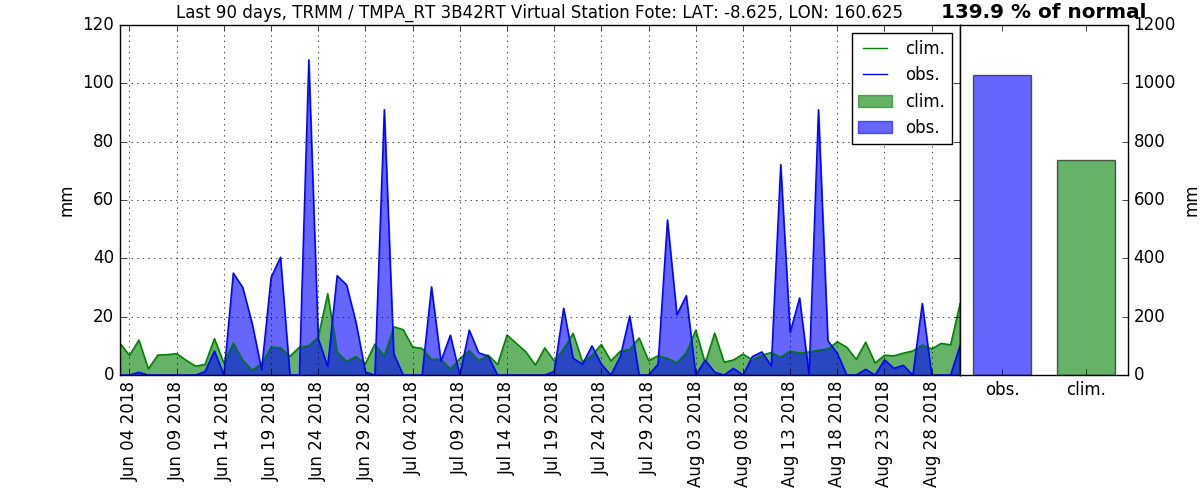 Last 90 days, TRMM / TMPA_RT 3B42RT Virtual Station Fote: LAT: -8.625, LON: 160.625
139.9 % of normal
120
100
80
60
40
20
0
mm
clim.
obs.
clim.
obs.
1200
1000
800
600
400
200
0
mm
Jun 04 2018
Jun 09 2018
Jun 14 2018
Jun 19 2018
Jun 24 2018
Jun 29 2018
Jul 04 2018
Jul 09 2018
Jul 14 2018
Jul 19 2018
Jul 24 2018
Jul 29 2018
Aug 03 2018
Aug 08 2018
Aug 13 2018
Aug 18 2018
Aug 23 2018
Aug 28 2018
obs.
clim.